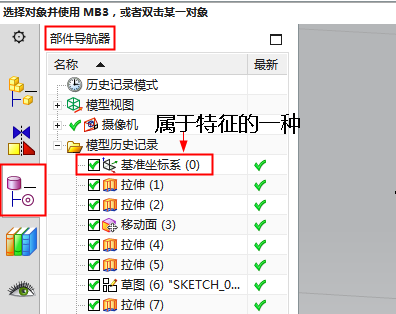 选择对象并使用 MB3，或者双击某一对象
部件导航器
名称 最新
历史记录模式
模型视图
摄像机
属于特征的一种
模型历史记录
基准坐标系 (0)
拉伸 (1)
拉伸 (2)
移动面 (3)
拉伸 (4)
拉伸 (5)
草图 (6) "SKETCH_0...
拉伸 (7)